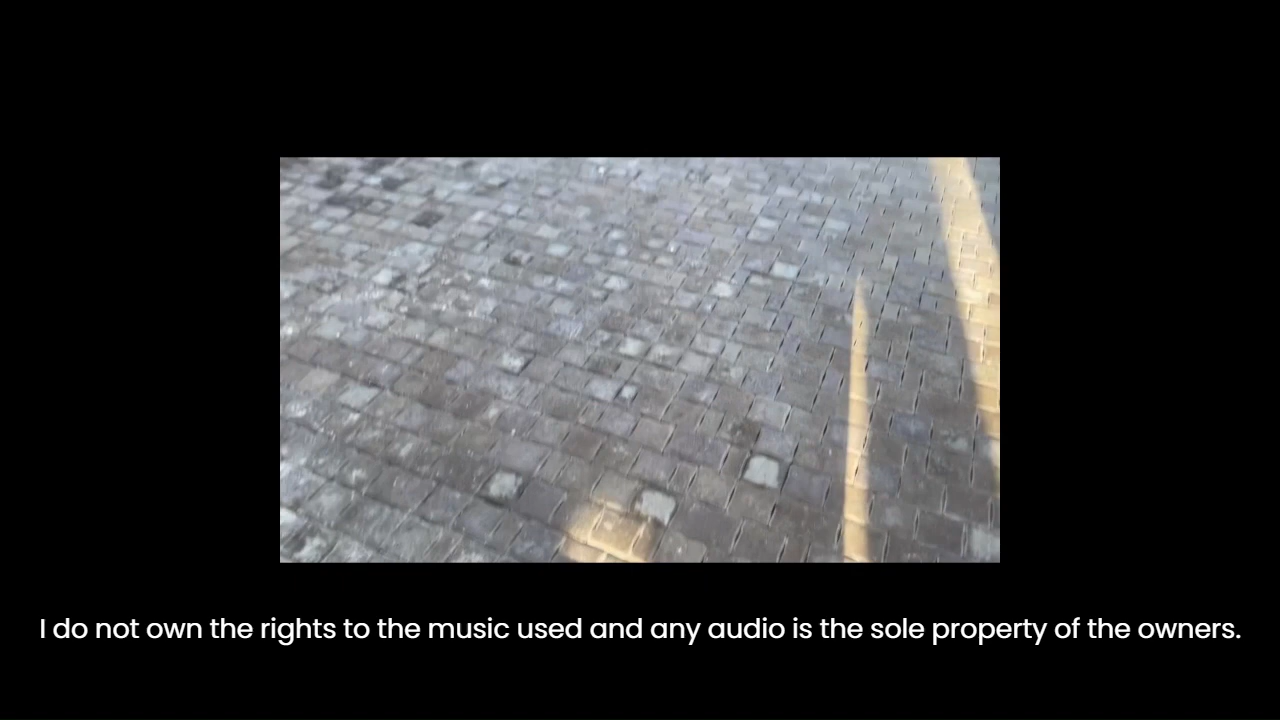 I do not own the rights to the music used and any audio is the sole property of the owners.